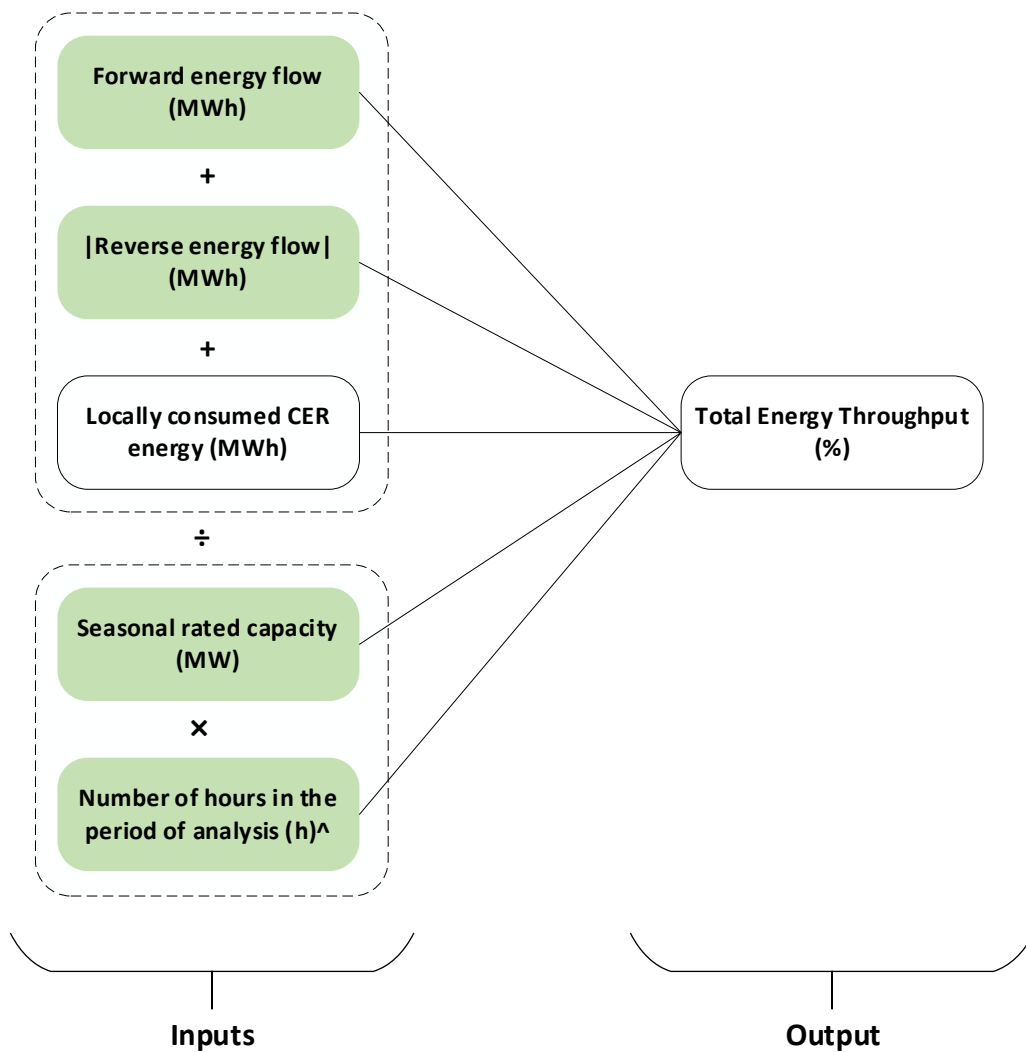 Forward energy flow
(MWh)
+
|Reverse energy flow|
(MWh)
+
Locally consumed CER
energy (MWh)
Total Energy Throughput
(%)
÷
Seasonal rated capacity
(MW)
×
Number of hours in the
period of analysis (h)^
Inputs
Output